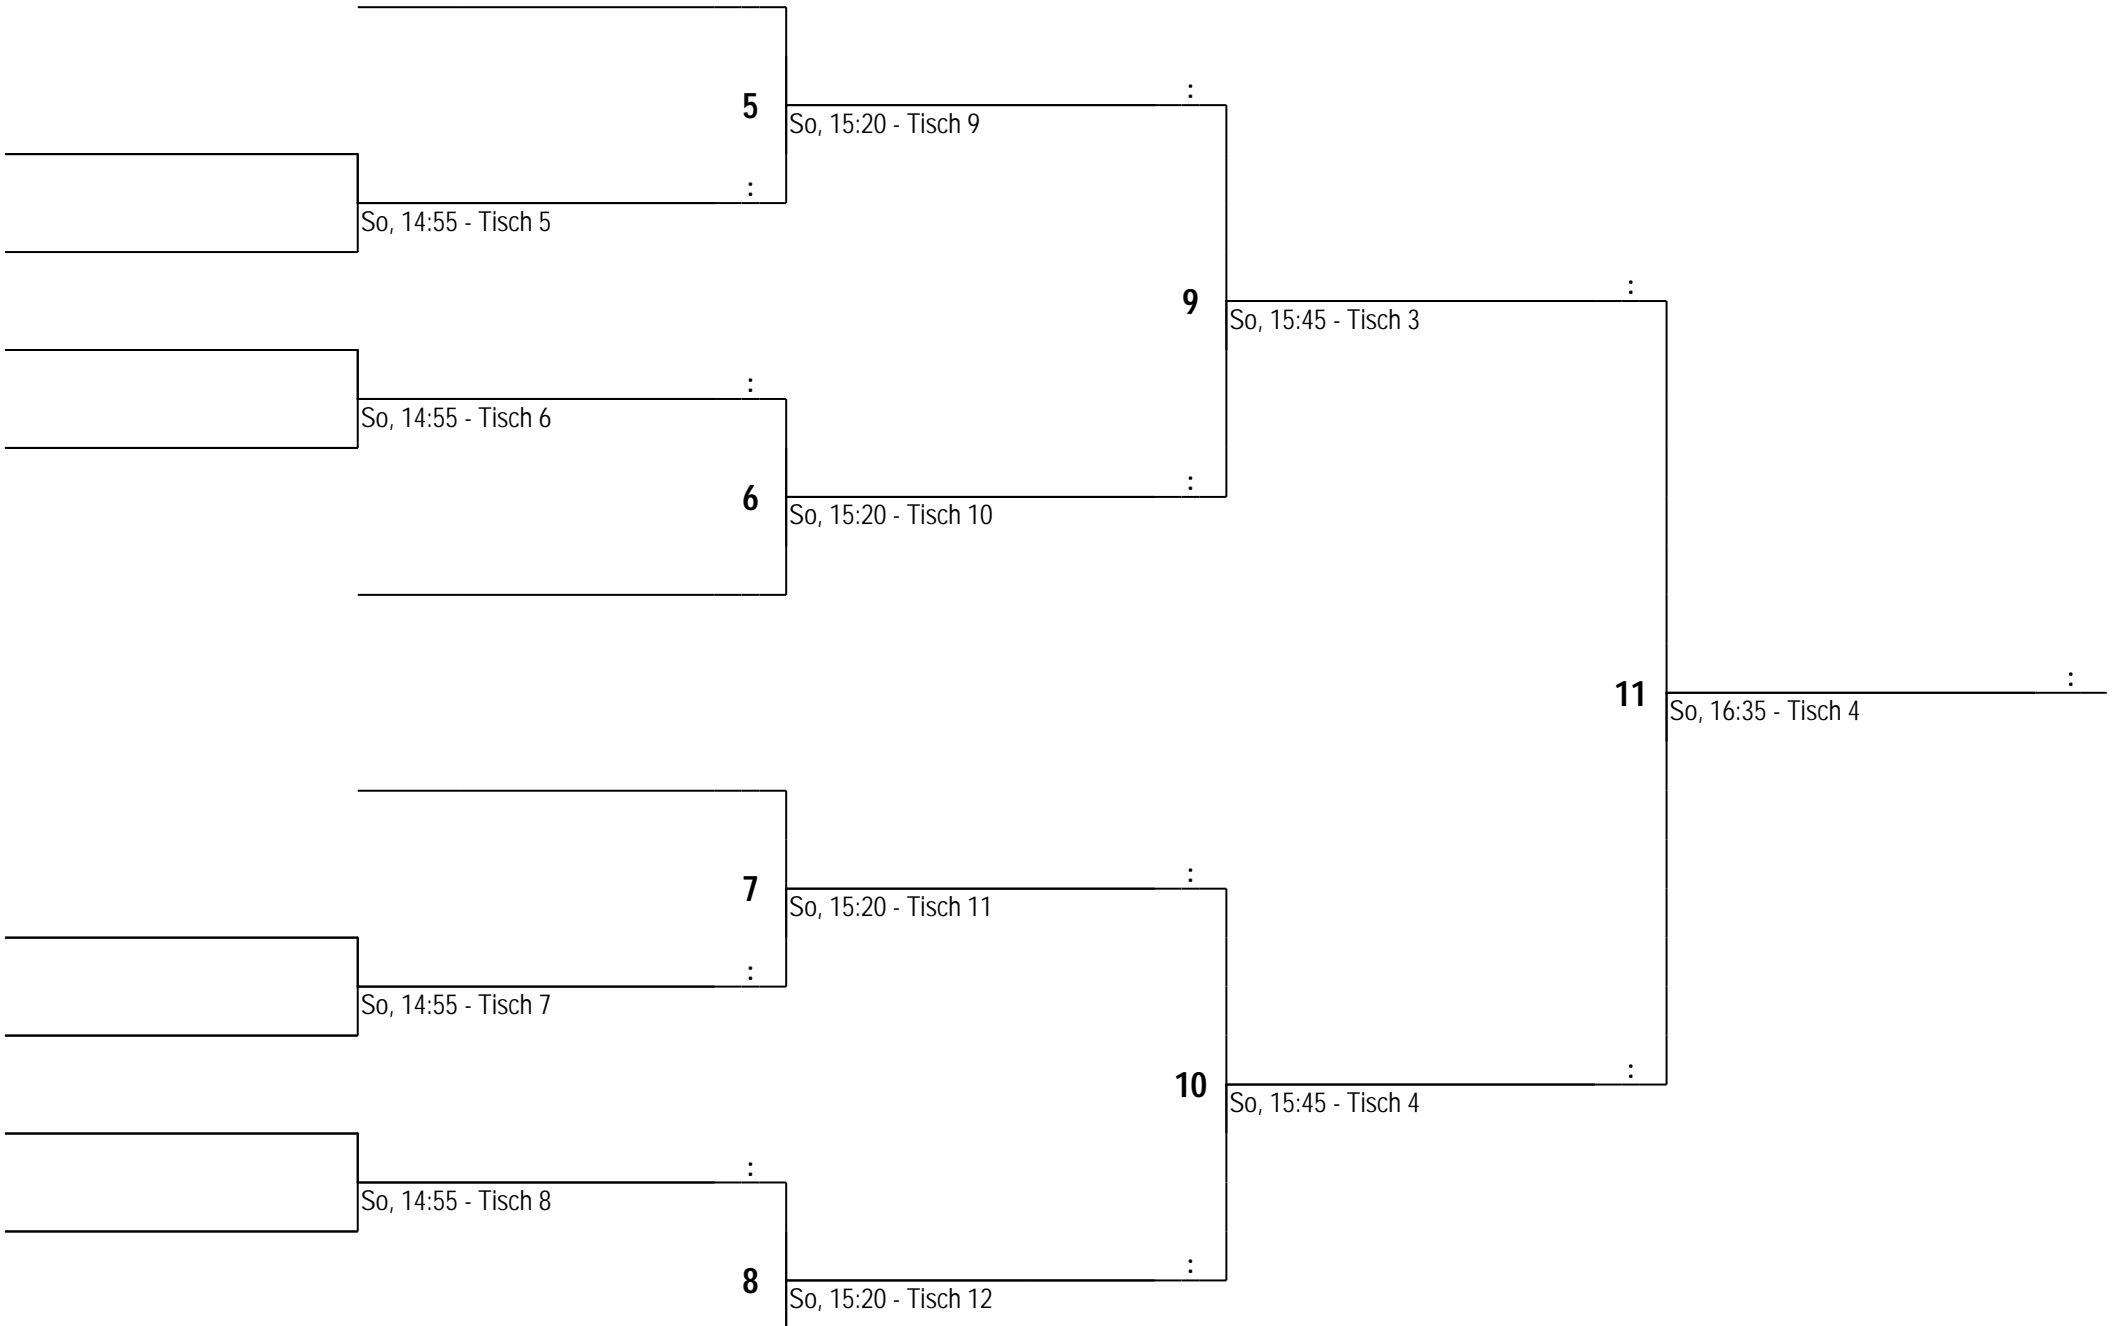 :
5
So, 15:20 - Tisch 9
:
So, 14:55 - Tisch 5
:
9
So, 15:45 - Tisch 3
:
So, 14:55 - Tisch 6
:
6
So, 15:20 - Tisch 10
:
11
So, 16:35 - Tisch 4
:
7
So, 15:20 - Tisch 11
:
So, 14:55 - Tisch 7
:
10
So, 15:45 - Tisch 4
:
So, 14:55 - Tisch 8
:
8
So, 15:20 - Tisch 12